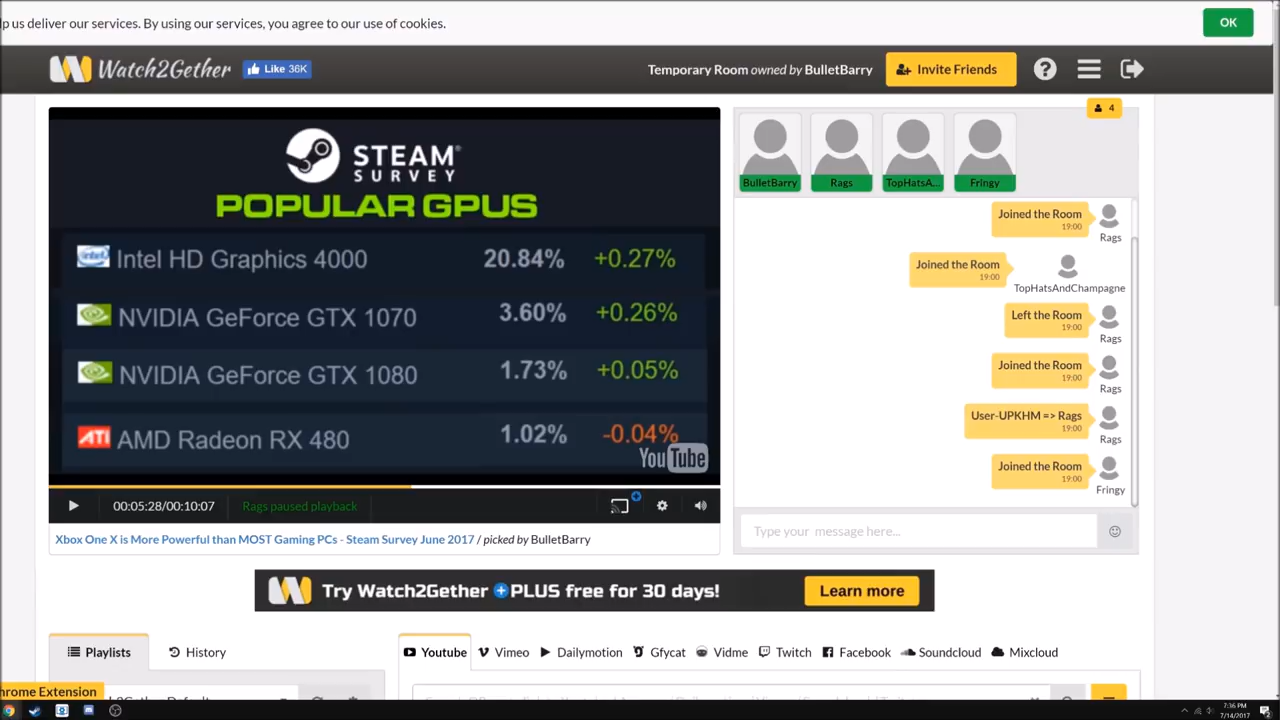 lp us deliver our services. By using our services, you agree to our use of cookies.
OK
Watch2Gether
Like 36K
Temporary Room owned by BulletBarry
Invite Friends
4
STEAM
SURVEY
POPULAR GPUS
Intel HD Graphics 4000 20.84% +0.27%
NVIDIA GeForce GTX 1070 3.60% +0.26%
NVIDIA GeForce GTX 1080 1.73% +0.05%
ATI AMD Radeon RX 480 1.02% -0.04%
YouTube
00:05:28/00:10:07
Rags paused playback
Xbox One X is More Powerful than MOST Gaming PCs - Steam Survey June 2017 / picked by BulletBarry
BulletBarry Rags TopHatsA... Fringy
Joined the Room
19:00
Rags
Joined the Room
19:00
TopHatsAndChampagne
Left the Room
19:00
Rags
Joined the Room
19:00
Rags
User-UPKHM => Rags
19:00
Rags
Joined the Room
19:00
Fringy
Type your message here...
Try Watch2Gether PLUS free for 30 days!
Learn more
Playlists
History
Youtube Vimeo Dailymotion Gfycat Vidme Twitch Facebook Soundcloud Mixcloud
hrome Extension
7:36 PM
7/14/2017